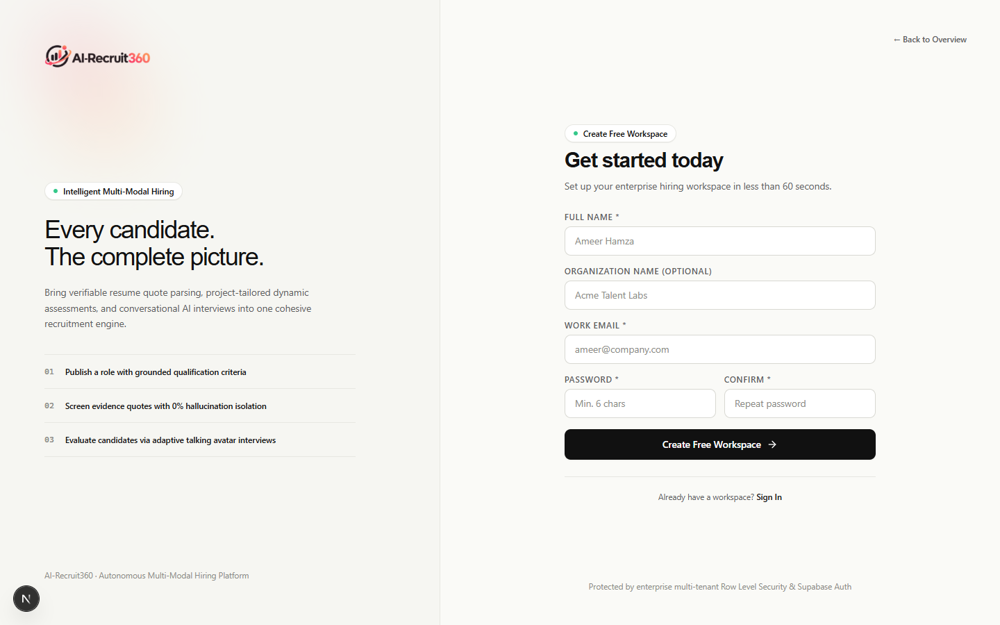 AI-Recruit360
Intelligent Multi-Modal Hiring
Every candidate.
The complete picture.
Bring verifiable resume quote parsing, project-tailored dynamic
assessments, and conversational AI interviews into one cohesive
recruitment engine.
01 Publish a role with grounded qualification criteria
02 Screen evidence quotes with 0% hallucination isolation
03 Evaluate candidates via adaptive talking avatar interviews
AI-Recruit360 · Autonomous Multi-Modal Hiring Platform
N
← Back to Overview
Create Free Workspace
Get started today
Set up your enterprise hiring workspace in less than 60 seconds.
FULL NAME *
Ameer Hamza
ORGANIZATION NAME (OPTIONAL)
Acme Talent Labs
WORK EMAIL *
ameer@company.com
PASSWORD * CONFIRM *
Min. 6 chars Repeat password
Create Free Workspace →
Already have a workspace? Sign In
Protected by enterprise multi-tenant Row Level Security & Supabase Auth